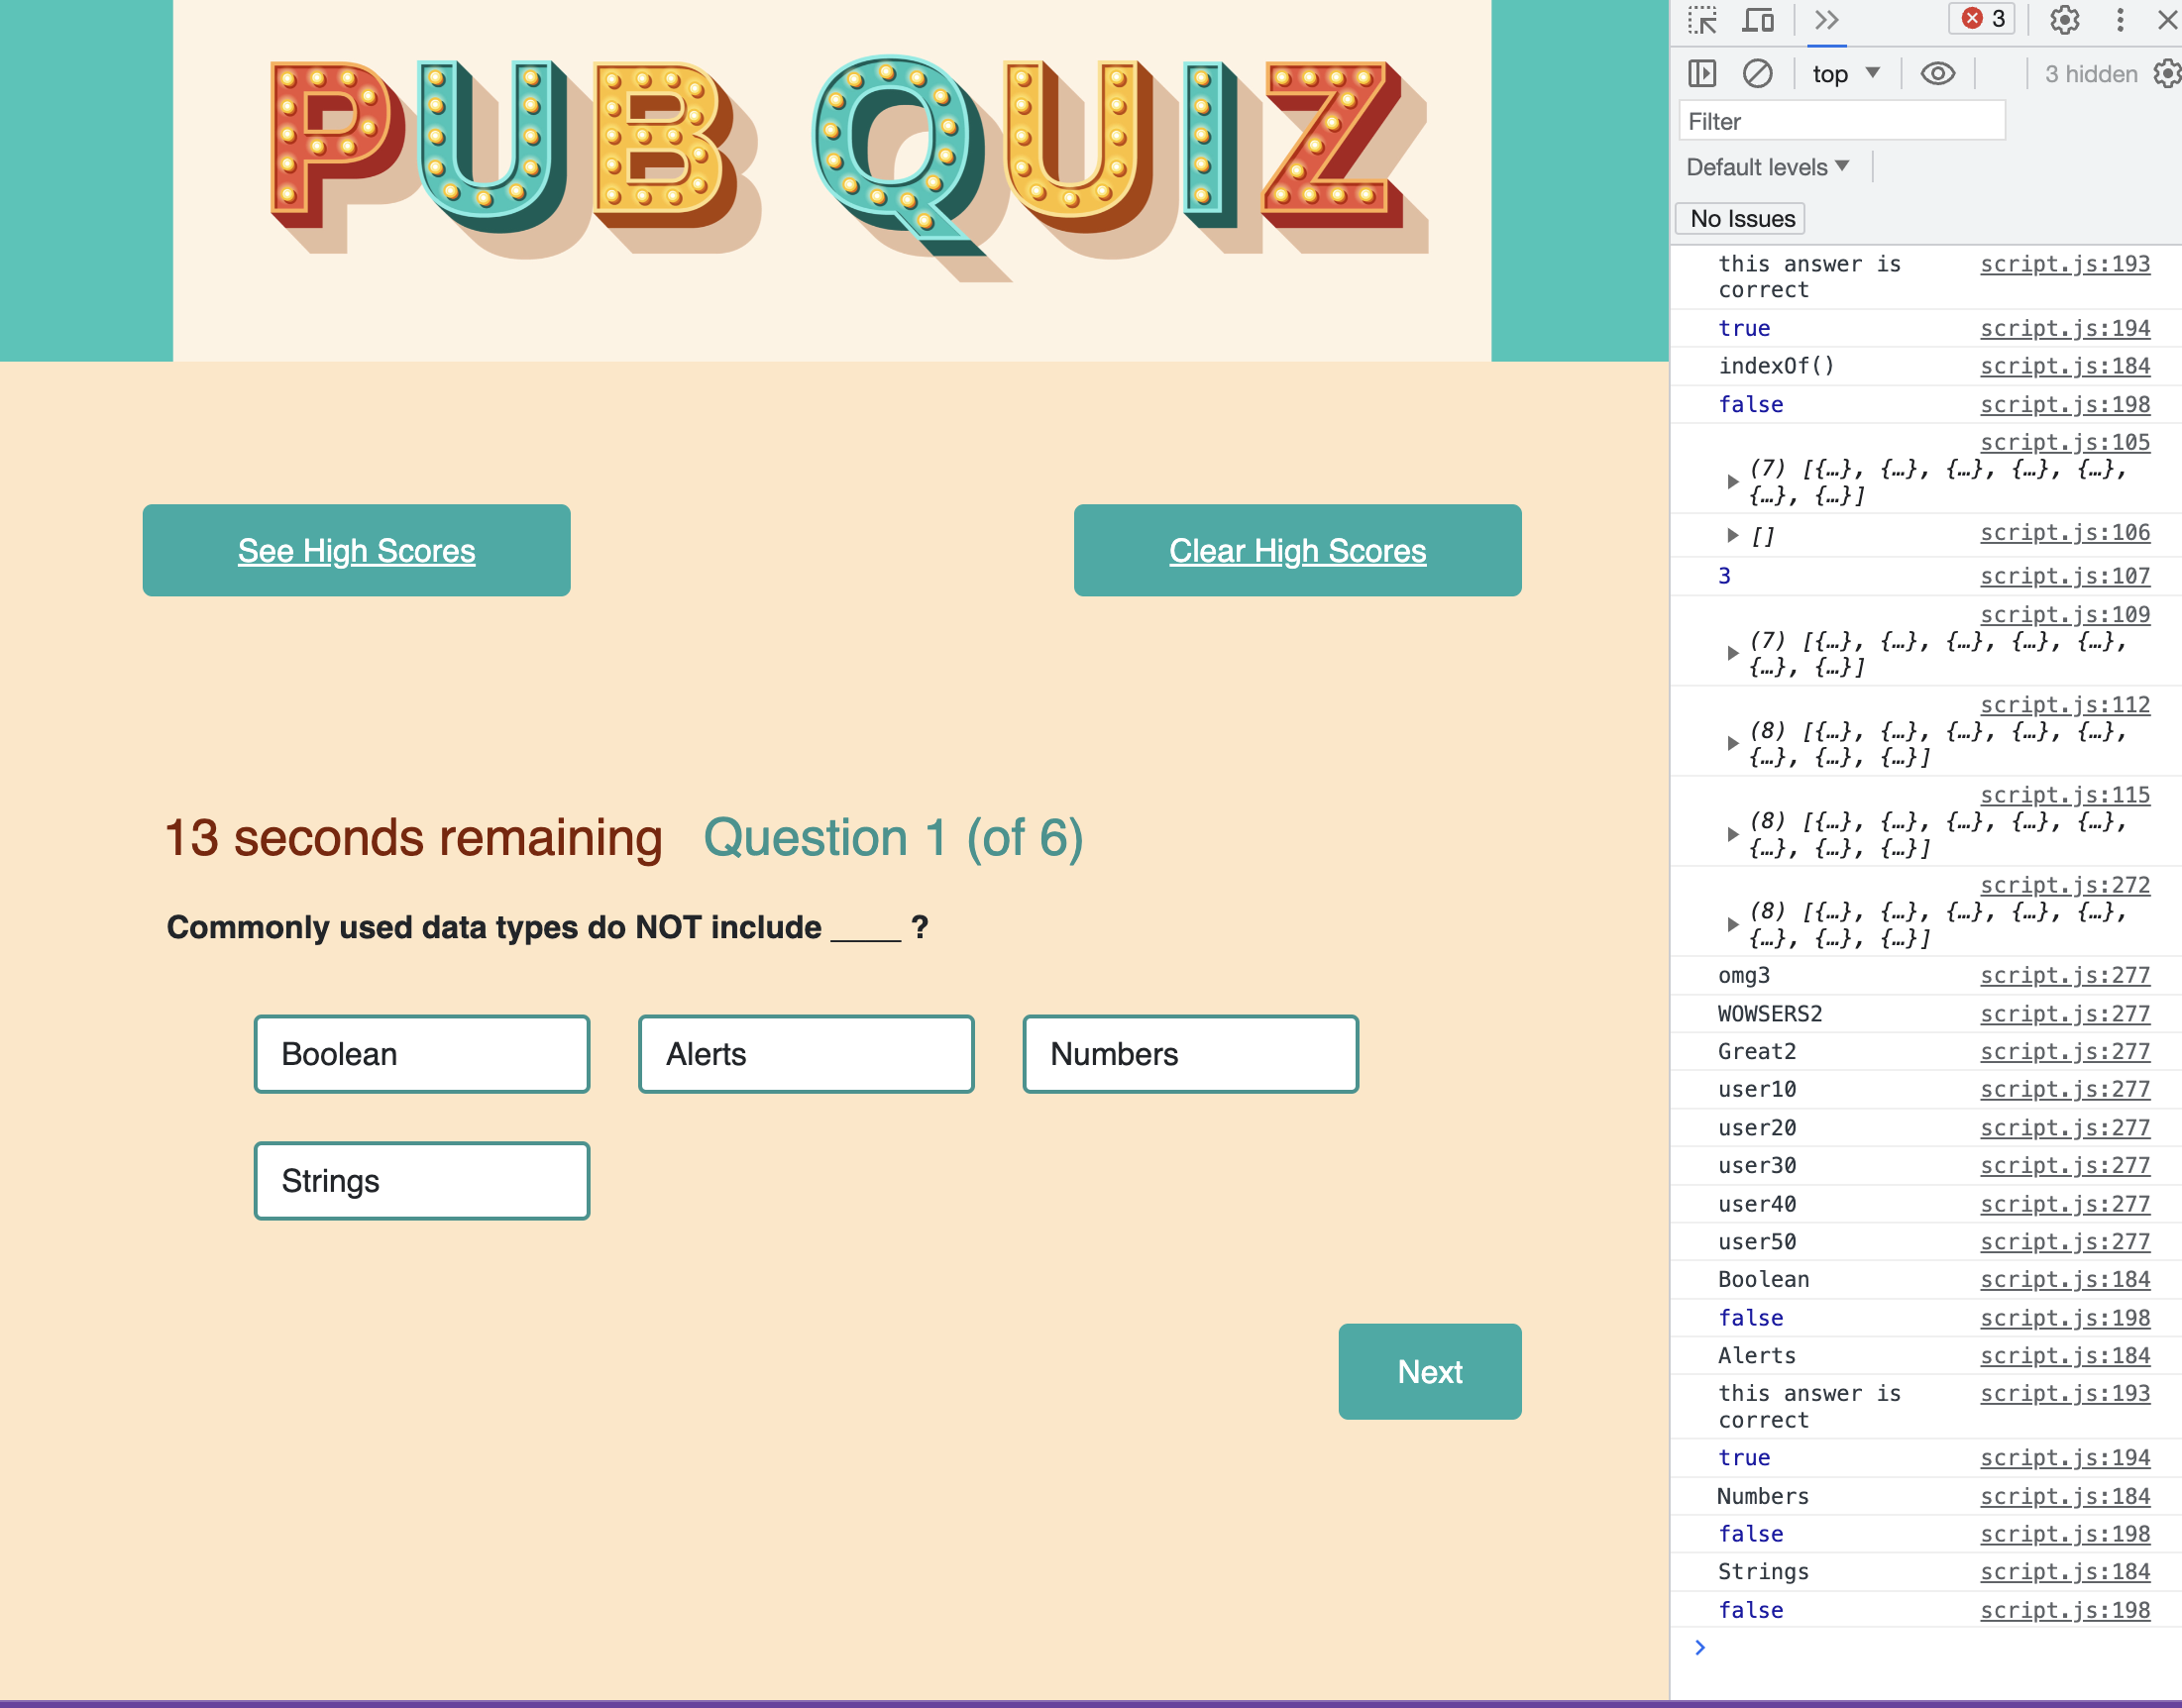 PUB QUIZ
See High Scores
Clear High Scores
13 seconds remaining Question 1 (of 6)
Commonly used data types do NOT include ____ ?
Boolean
Alerts
Numbers
Strings
Next
3
top
3 hidden
Filter
Default levels
No Issues
this answer is script.js:193
correct
true script.js:194
indexOf() script.js:184
false script.js:198
script.js:105
(7) [{…}, {…}, {…}, {…}, {…},
{…}, {…}]
[] script.js:106
3 script.js:107
script.js:109
(7) [{…}, {…}, {…}, {…}, {…},
{…}, {…}]
script.js:112
(8) [{…}, {…}, {…}, {…}, {…},
{…}, {…}, {…}]
script.js:115
(8) [{…}, {…}, {…}, {…}, {…},
{…}, {…}, {…}]
script.js:272
(8) [{…}, {…}, {…}, {…}, {…},
{…}, {…}, {…}]
omg3 script.js:277
WOWSERS2 script.js:277
Great2 script.js:277
user10 script.js:277
user20 script.js:277
user30 script.js:277
user40 script.js:277
user50 script.js:277
Boolean script.js:184
false script.js:198
Alerts script.js:184
this answer is script.js:193
correct
true script.js:194
Numbers script.js:184
false script.js:198
Strings script.js:184
false script.js:198